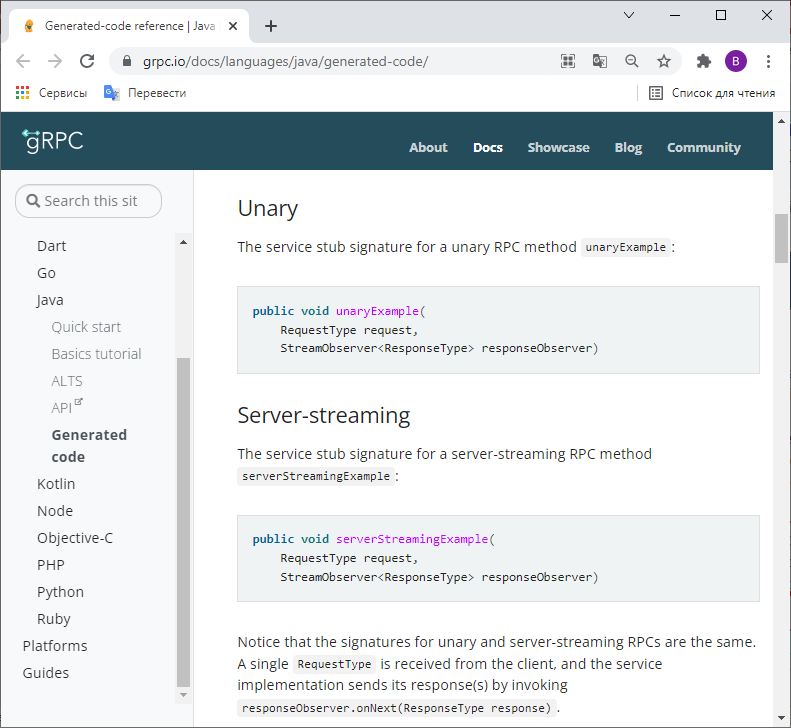 Generated-code reference | Java
grpc.io/docs/languages/java/generated-code/
B
Сервисы
Перевести
Список для чтения
gRPC
About
Docs
Showcase
Blog
Community
Search this sit
Dart
Go
Java
Quick start
Basics tutorial
ALTS
API
Generated
code
Kotlin
Node
Objective-C
PHP
Python
Ruby
Platforms
Guides
Unary
The service stub signature for a unary RPC method unaryExample:
public void unaryExample(
RequestType request,
StreamObserver<ResponseType> responseObserver)
Server-streaming
The service stub signature for a server-streaming RPC method
serverStreamingExample:
public void serverStreamingExample(
RequestType request,
StreamObserver<ResponseType> responseObserver)
Notice that the signatures for unary and server-streaming RPCs are the same.
A single RequestType is received from the client, and the service
implementation sends its response(s) by invoking
responseObserver.onNext(ResponseType response).